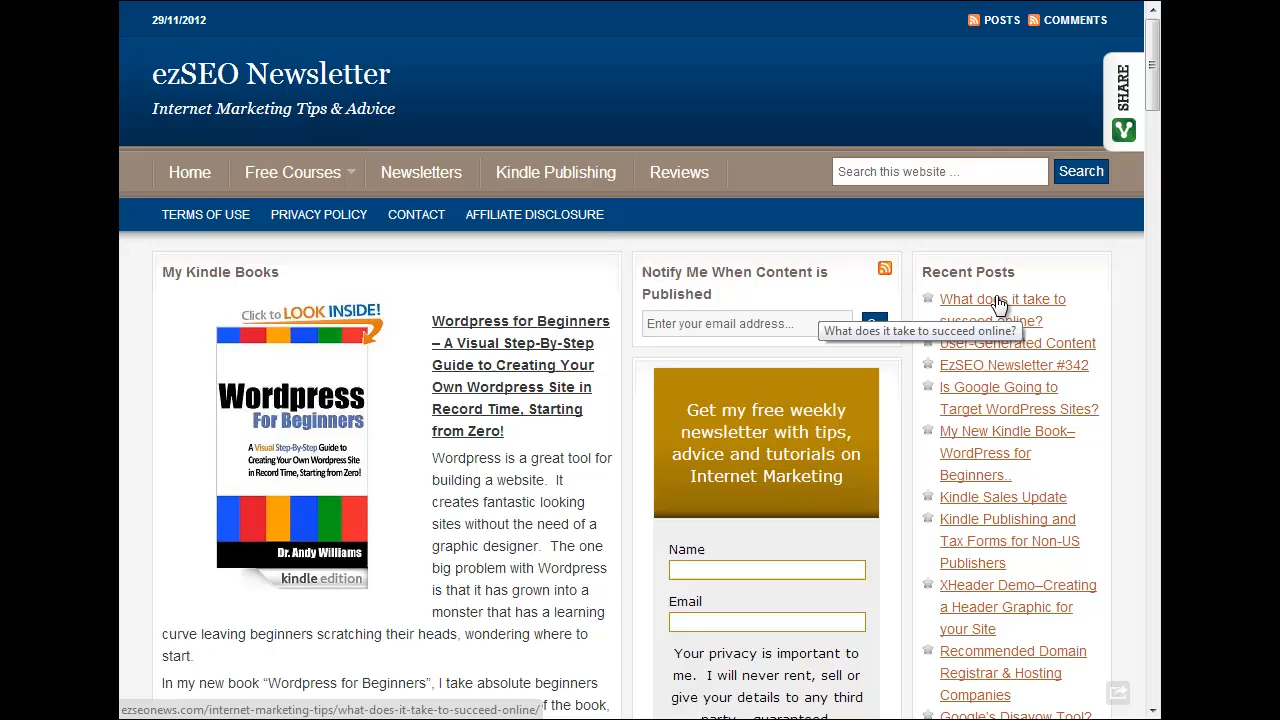 29/11/2012
POSTS
COMMENTS
ezSEO Newsletter
Internet Marketing Tips & Advice
SHARE
Home
Free Courses
Newsletters
Kindle Publishing
Reviews
Search this website ...
Search
TERMS OF USE
PRIVACY POLICY
CONTACT
AFFILIATE DISCLOSURE
My Kindle Books
Click to LOOK INSIDE!
Wordpress
For Beginners
A Visual Step-By-Step Guide to
Creating Your Own Wordpress Site
in Record Time, Starting from Zero!
Dr. Andy Williams
kindle edition
Wordpress for Beginners
– A Visual Step-By-Step
Guide to Creating Your
Own Wordpress Site in
Record Time, Starting
from Zero!
Wordpress is a great tool for
building a website. It
creates fantastic looking
sites without the need of a
graphic designer. The one
big problem with Wordpress
is that it has grown into a
monster that has a learning
curve leaving beginners scratching their heads, wondering where to
start.
In my new book “Wordpress for Beginners”, I take absolute beginners
of the book,
ezseonews.com/internet-marketing-tips/what-does-it-take-to-succeed-online/
Notify Me When Content is
Published
Enter your email address...
Get my free weekly
newsletter with tips,
advice and tutorials on
Internet Marketing
Name
Email
Your privacy is important to
me. I will never rent, sell or
give your details to any third
party guaranteed
Recent Posts
What does it take to
succeed online?
What does it take to succeed online?
User-Generated Content
EzSEO Newsletter #342
Is Google Going to
Target WordPress Sites?
My New Kindle Book–
WordPress for
Beginners..
Kindle Sales Update
Kindle Publishing and
Tax Forms for Non-US
Publishers
XHeader Demo–Creating
a Header Graphic for
your Site
Recommended Domain
Registrar & Hosting
Companies
Google's Disavow Tool?